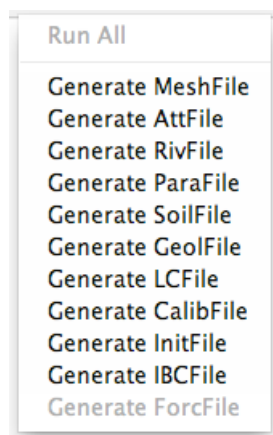 Run All
Generate MeshFile
Generate AttFile
Generate RivFile
Generate ParaFile
Generate SoilFile
Generate GeolFile
Generate LCFile
Generate CalibFile
Generate InitFile
Generate IBCFile
Generate ForcFile